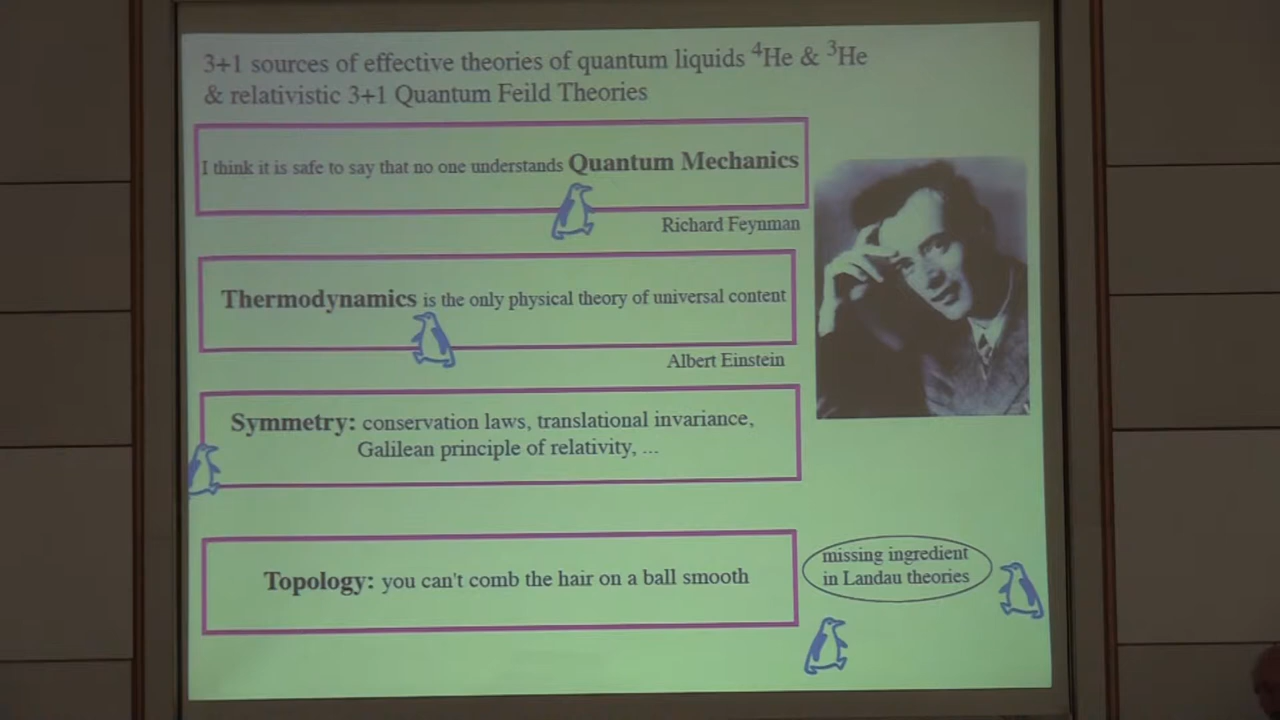 3+1 sources of effective theories of quantum liquids ⁴He & ³He
& relativistic 3+1 Quantum Feild Theories
I think it is safe to say that no one understands Quantum Mechanics
Richard Feynman
Thermodynamics is the only physical theory of universal content
Albert Einstein
Symmetry: conservation laws, translational invariance,
Galilean principle of relativity, ...
Topology: you can't comb the hair on a ball smooth
missing ingredient
in Landau theories